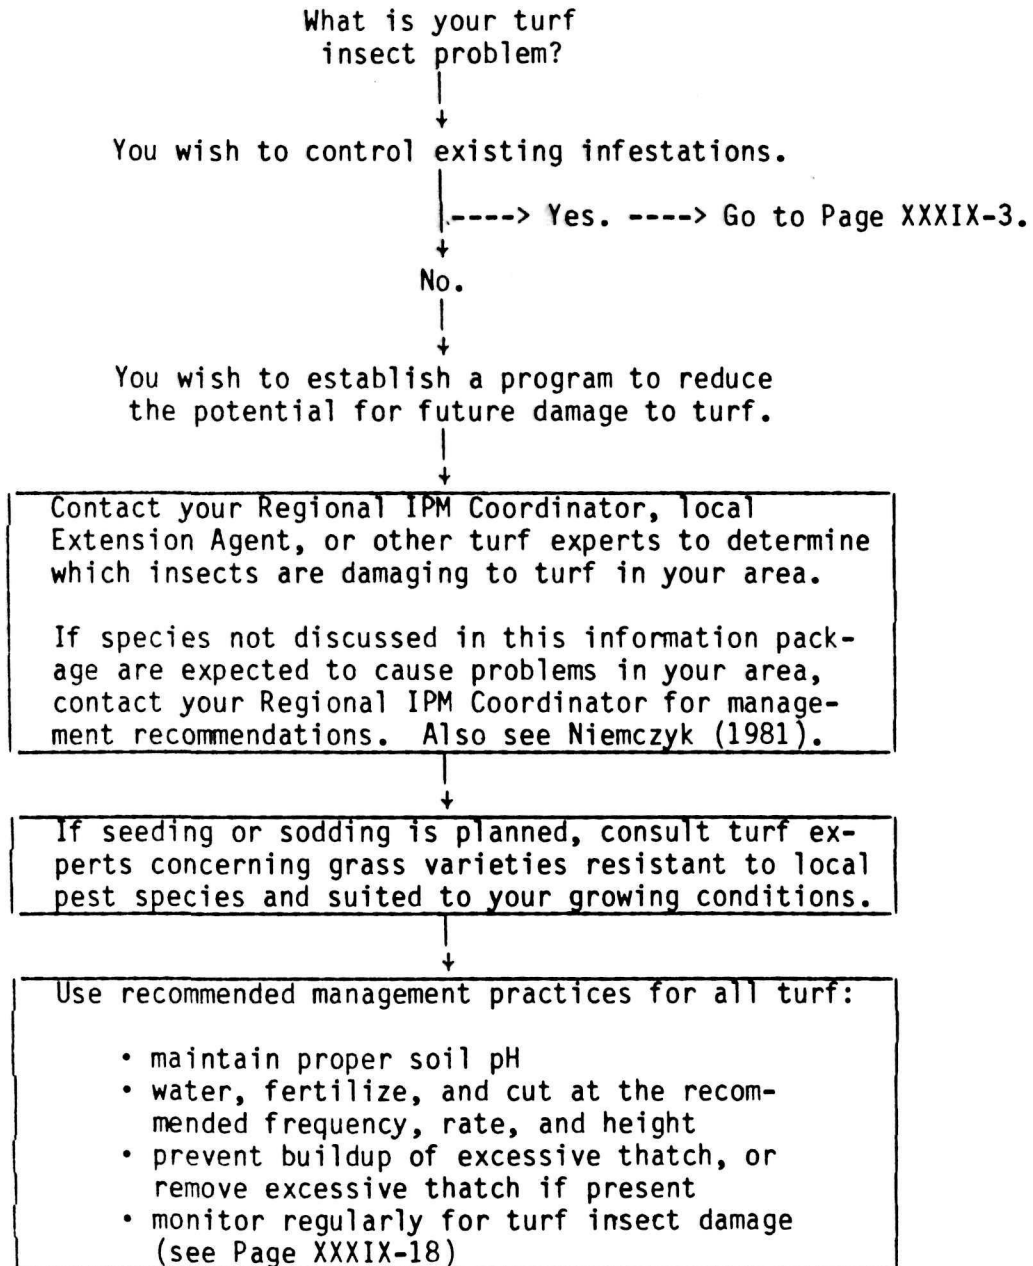 What is your turf
insect problem?
You wish to control existing infestations.
----> Yes. ----> Go to Page XXXIX-3.
No.
You wish to establish a program to reduce
the potential for future damage to turf.
Contact your Regional IPM Coordinator, local
Extension Agent, or other turf experts to determine
which insects are damaging to turf in your area.
If species not discussed in this information pack-
age are expected to cause problems in your area,
contact your Regional IPM Coordinator for manage-
ment recommendations. Also see Niemczyk (1981).
If seeding or sodding is planned, consult turf ex-
perts concerning grass varieties resistant to local
pest species and suited to your growing conditions.
Use recommended management practices for all turf:
• maintain proper soil pH
• water, fertilize, and cut at the recom-
mended frequency, rate, and height
• prevent buildup of excessive thatch, or
remove excessive thatch if present
• monitor regularly for turf insect damage
(see Page XXXIX-18)